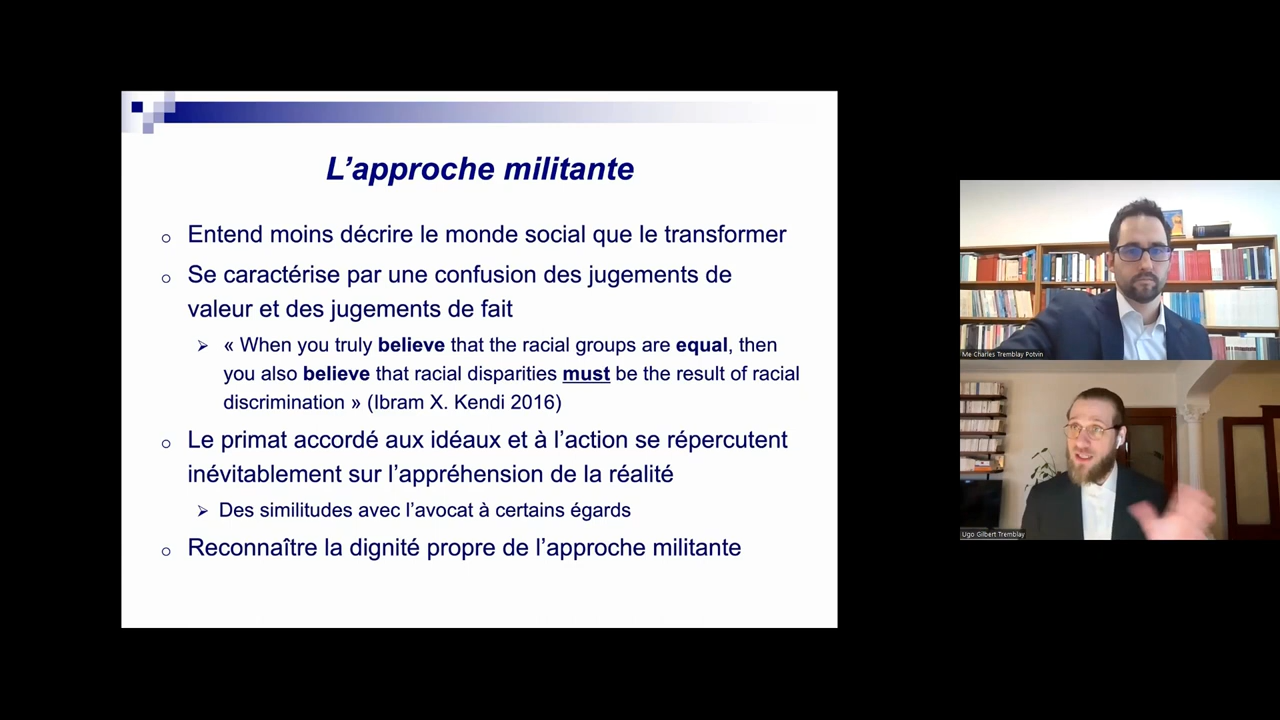 L’approche militante
o Entend moins décrire le monde social que le transformer
o Se caractérise par une confusion des jugements de
valeur et des jugements de fait
➢ « When you truly believe that the racial groups are equal, then
you also believe that racial disparities must be the result of racial
discrimination » (Ibram X. Kendi 2016)
o Le primat accordé aux idéaux et à l’action se répercutent
inévitablement sur l’appréhension de la réalité
➢ Des similitudes avec l’avocat à certains égards
o Reconnaître la dignité propre de l’approche militante
Me Charles Tremblay Potvin
Ugo Gilbert Tremblay